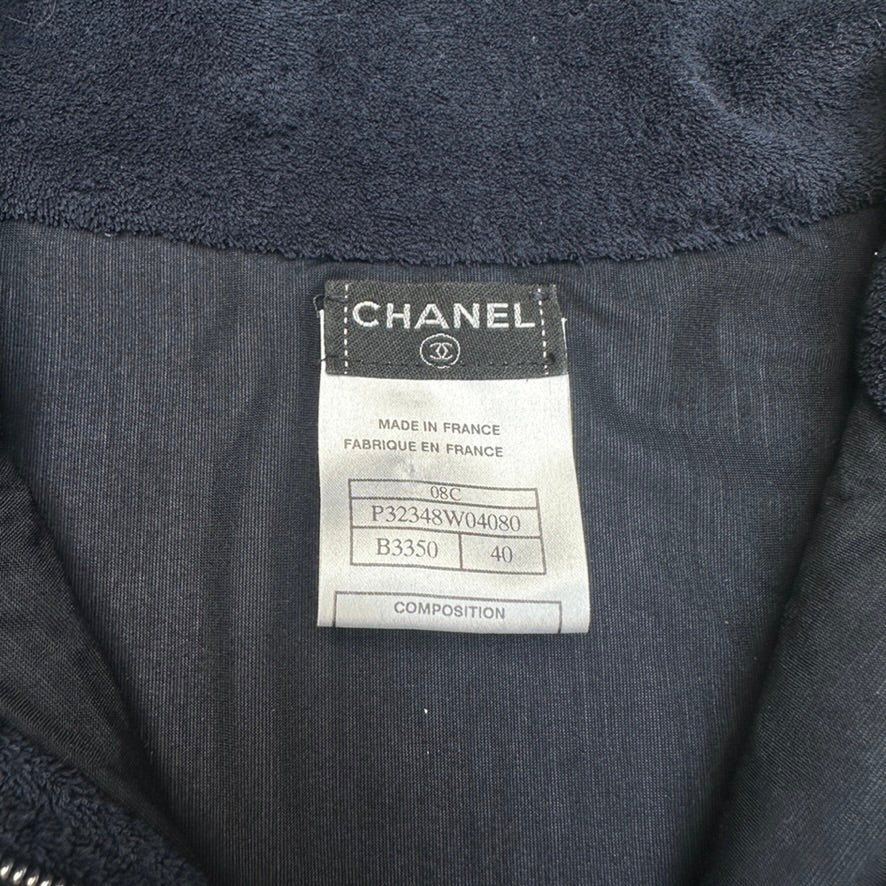 CHANEL
MADE IN FRANCE
FABRIQUE EN FRANCE
08C
P32348W04080
B3350 40
COMPOSITION